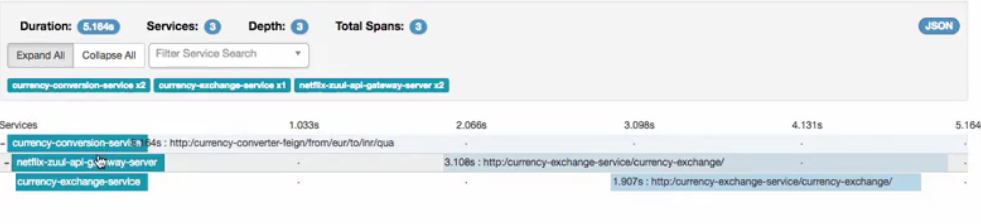 Duration: 5.164s Services: 3 Depth: 3 Total Spans: 3 JSON
Expand All Collapse All Filter Service Search
currency-conversion-service x2 currency-exchange-service x1 netflix-zuul-api-gateway-server x2
Services 1.033s 2.066s 3.098s 4.131s 5.164
- currency-conversion-service 5.164s : http:/currency-converter-feign/from/eur/to/inr/qua
- netflix-zuul-api-gateway-server 3.108s : http:/currency-exchange-service/currency-exchange/
currency-exchange-service 1.907s : http:/currency-exchange-service/currency-exchange/